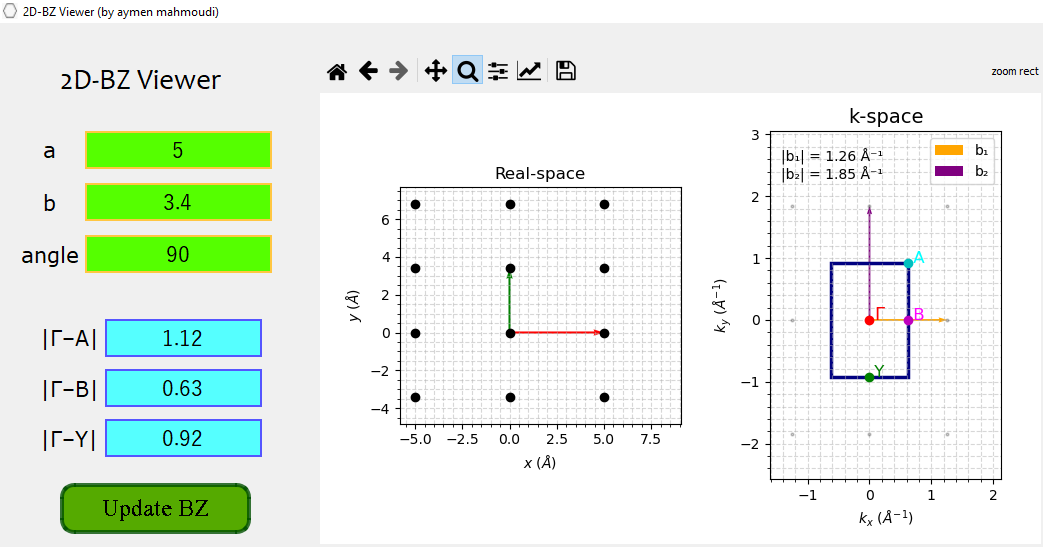 2D-BZ Viewer (by aymen mahmoudi)
2D-BZ Viewer
a 5
b 3.4
angle 90
|Γ−A| 1.12
|Γ−B| 0.63
|Γ−Y| 0.92
Update BZ
zoom rect
Real-space
6
4
2
0
−2
−4
−5.0 −2.5 0.0 2.5 5.0 7.5
x (Å)
y (Å)
k-space
|b₁| = 1.26 Å⁻¹
|b₂| = 1.85 Å⁻¹
b₁
b₂
A
Γ
B
Y
3
2
1
0
−1
−2
−1 0 1 2
kₓ (Å⁻¹)
k_y (Å⁻¹)